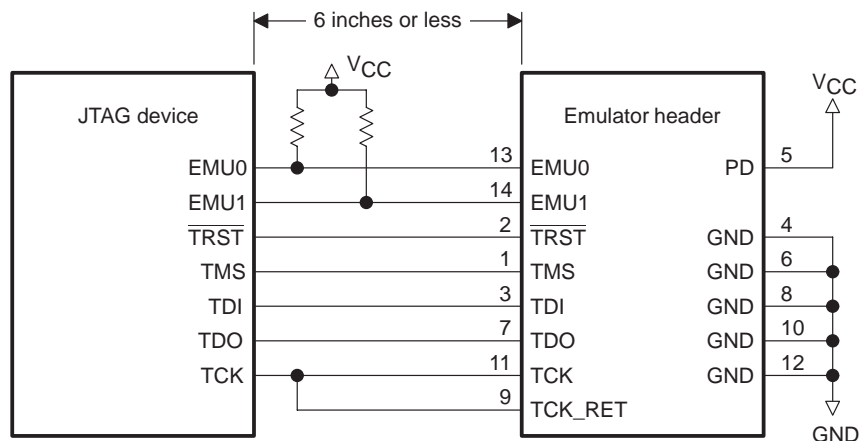 6 inches or less
VCC
VCC
JTAG device
Emulator header
EMU0 13 EMU0 PD 5
EMU1 14 EMU1
TRST 2 TRST GND 4
TMS 1 TMS GND 6
TDI 3 TDI GND 8
TDO 7 TDO GND 10
TCK 11 TCK GND 12
9 TCK_RET
GND